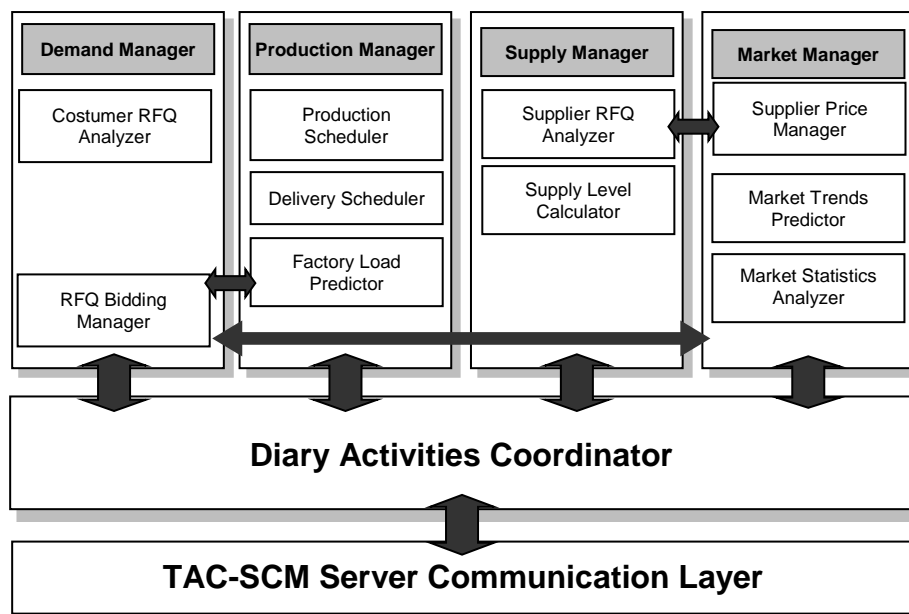 Demand Manager
Costumer RFQ
Analyzer
RFQ Bidding
Manager
Production Manager
Production
Scheduler
Delivery Scheduler
Factory Load
Predictor
Supply Manager
Supplier RFQ
Analyzer
Supply Level
Calculator
Market Manager
Supplier Price
Manager
Market Trends
Predictor
Market Statistics
Analyzer
Diary Activities Coordinator
TAC-SCM Server Communication Layer